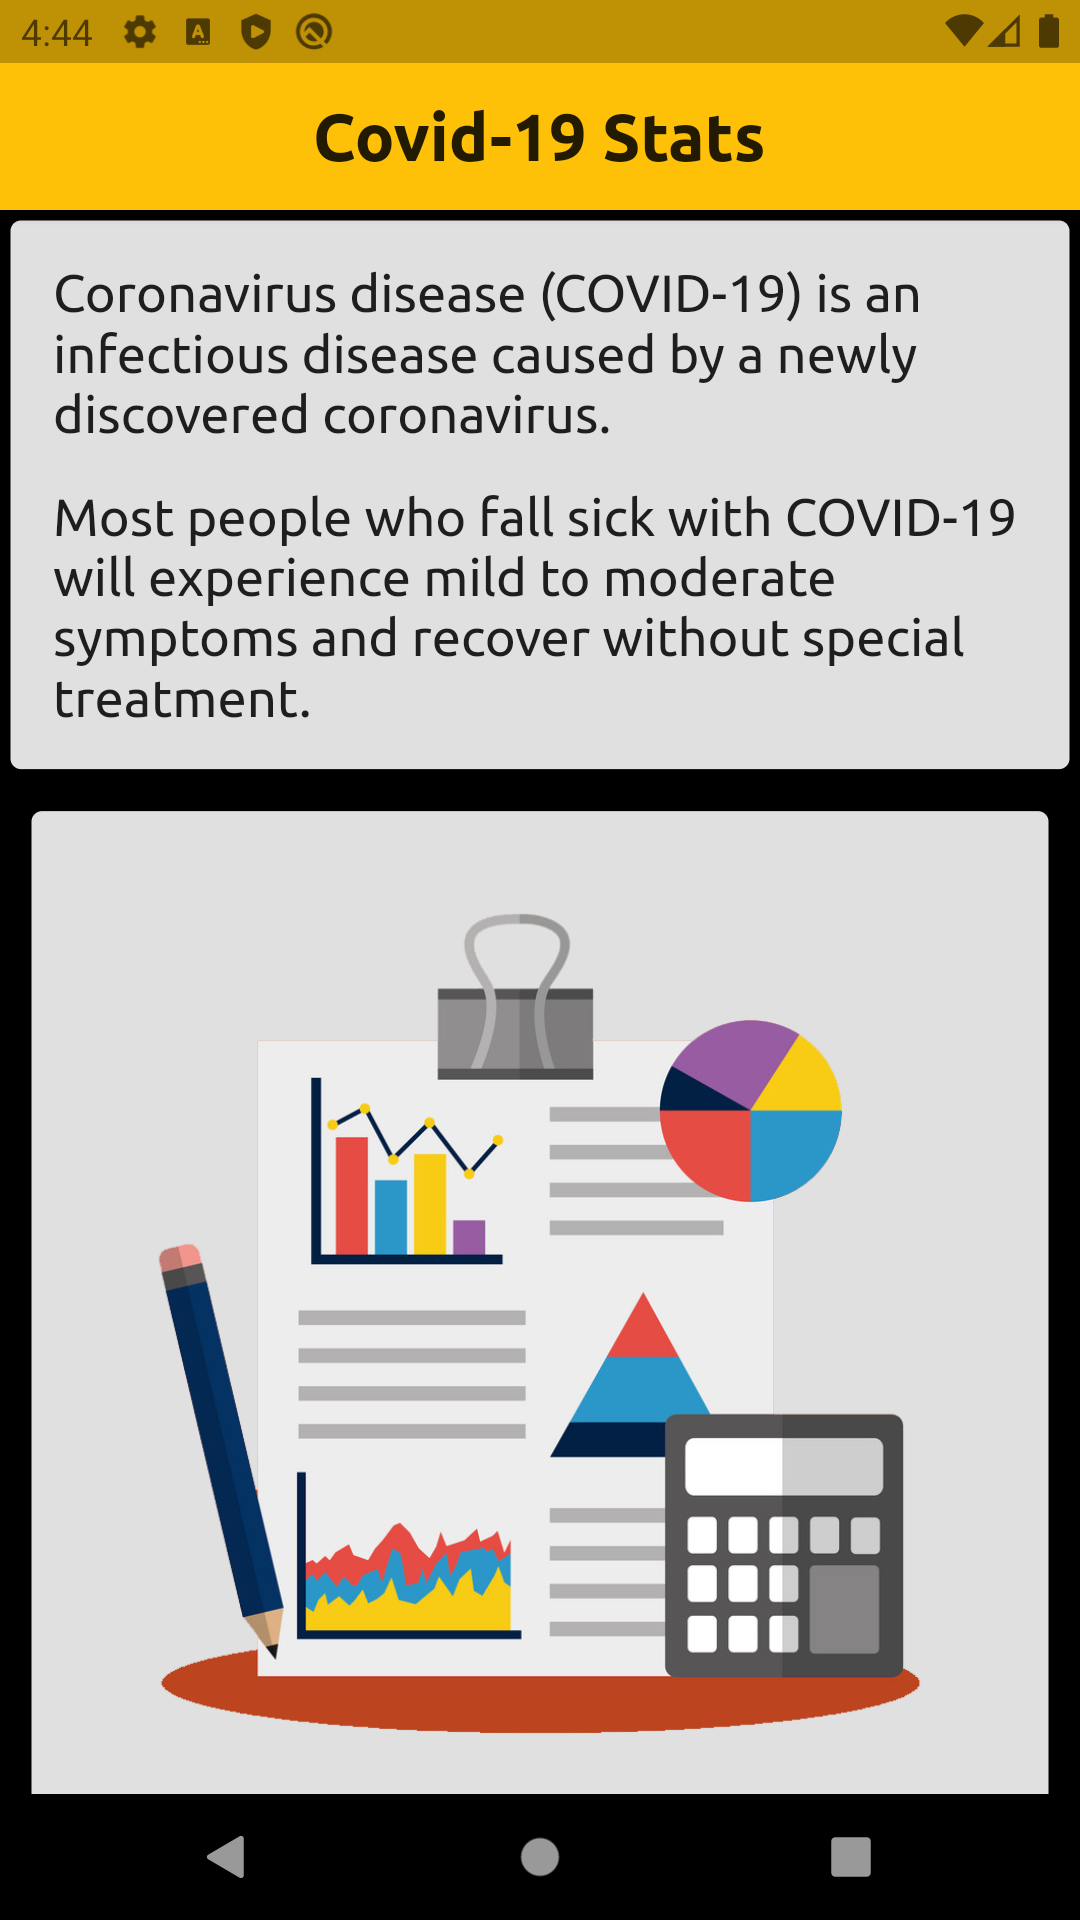 4:44
Covid-19 Stats
Coronavirus disease (COVID-19) is an
infectious disease caused by a newly
discovered coronavirus.
Most people who fall sick with COVID-19
will experience mild to moderate
symptoms and recover without special
treatment.